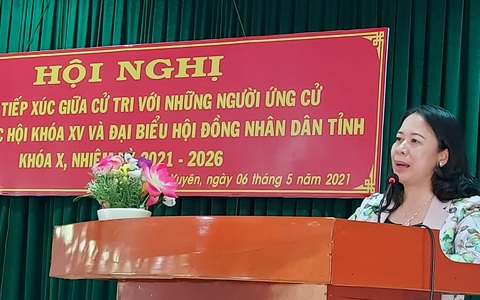 HỘI NGHỊ
TIẾP XÚC GIỮA CỬ TRI VỚI NHỮNG NGƯỜI ỨNG CỬ
HỘI KHÓA XV VÀ ĐẠI BIỂU HỘI ĐỒNG NHÂN DÂN TỈNH
KHÓA X, NHIỆM 2021 - 2026
Xuyên, ngày 06 tháng 5 năm 2021